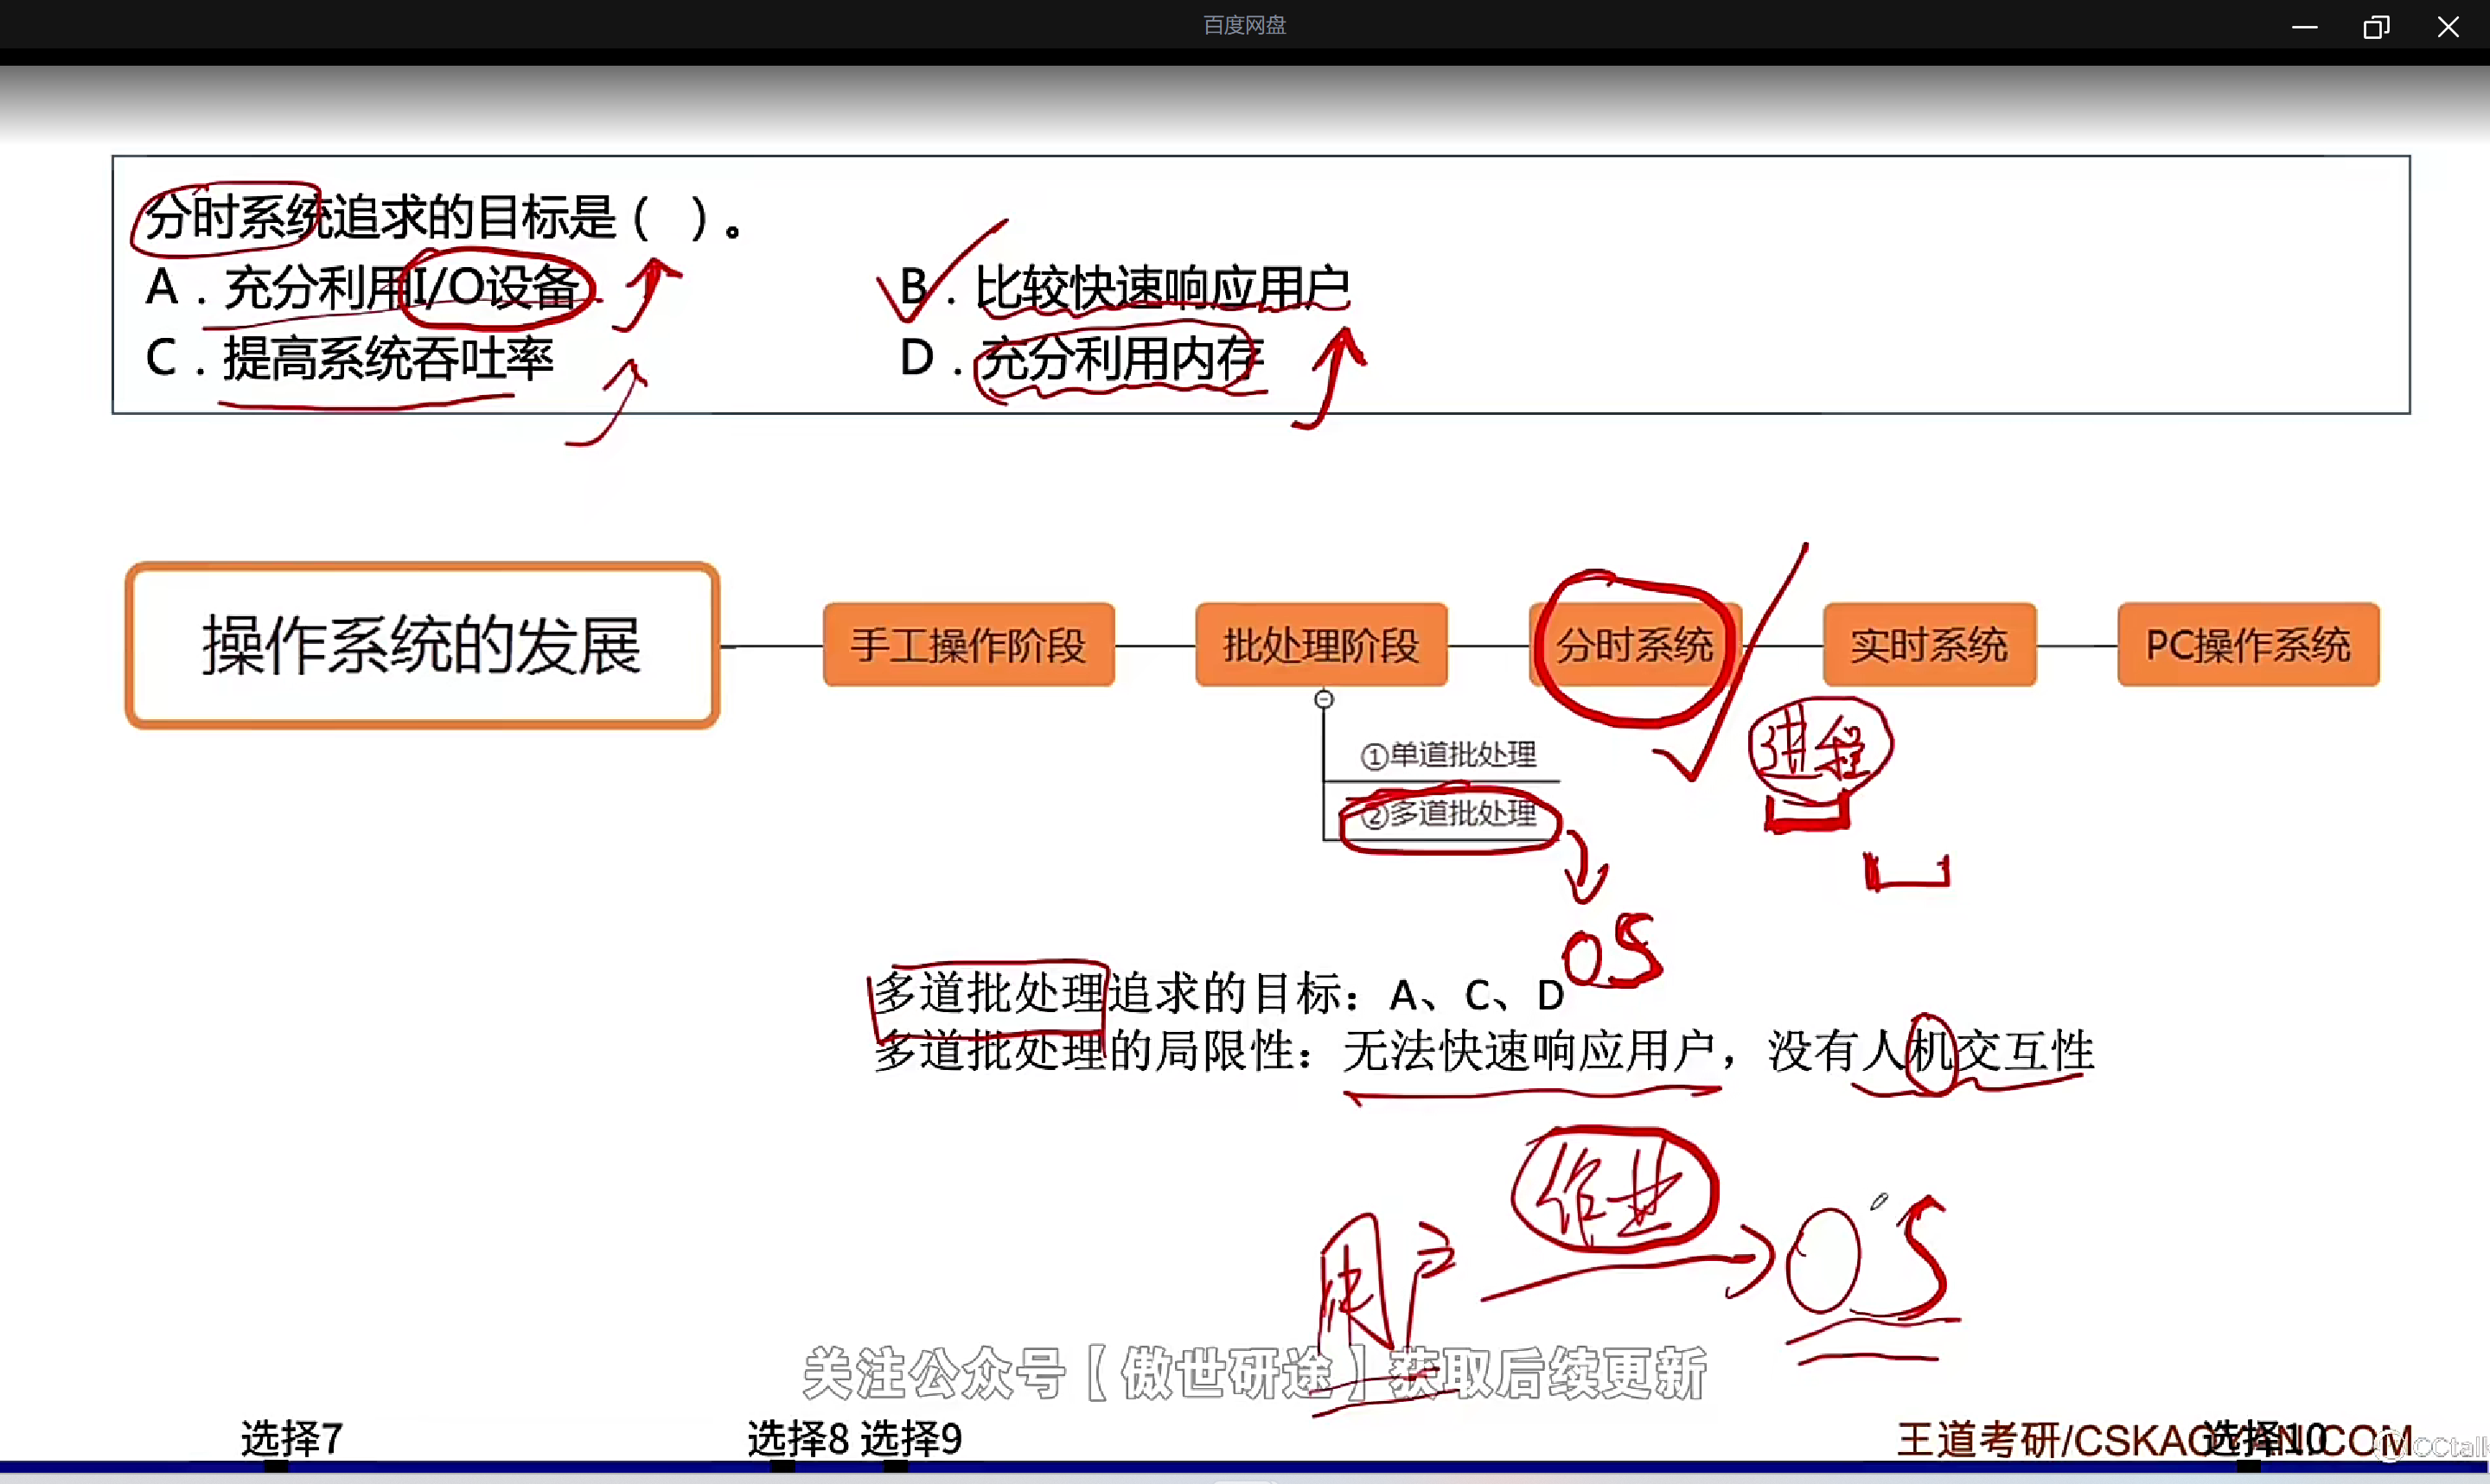 百度网盘
分时系统追求的目标是（ ）。
A．充分利用I/O设备
B．比较快速响应用户
C．提高系统吞吐率
D．充分利用内存
操作系统的发展
手工操作阶段
批处理阶段
分时系统
实时系统
PC操作系统
①单道批处理
②多道批处理
进程
OS
多道批处理追求的目标：A、C、D
多道批处理的局限性：无法快速响应用户，没有人机交互性
作业
用户
OS
关注公众号【傲世研途】获取后续更新
选择7
选择8
选择9
选择10
王道考研/CSKAOYAN.COM
CCtalk